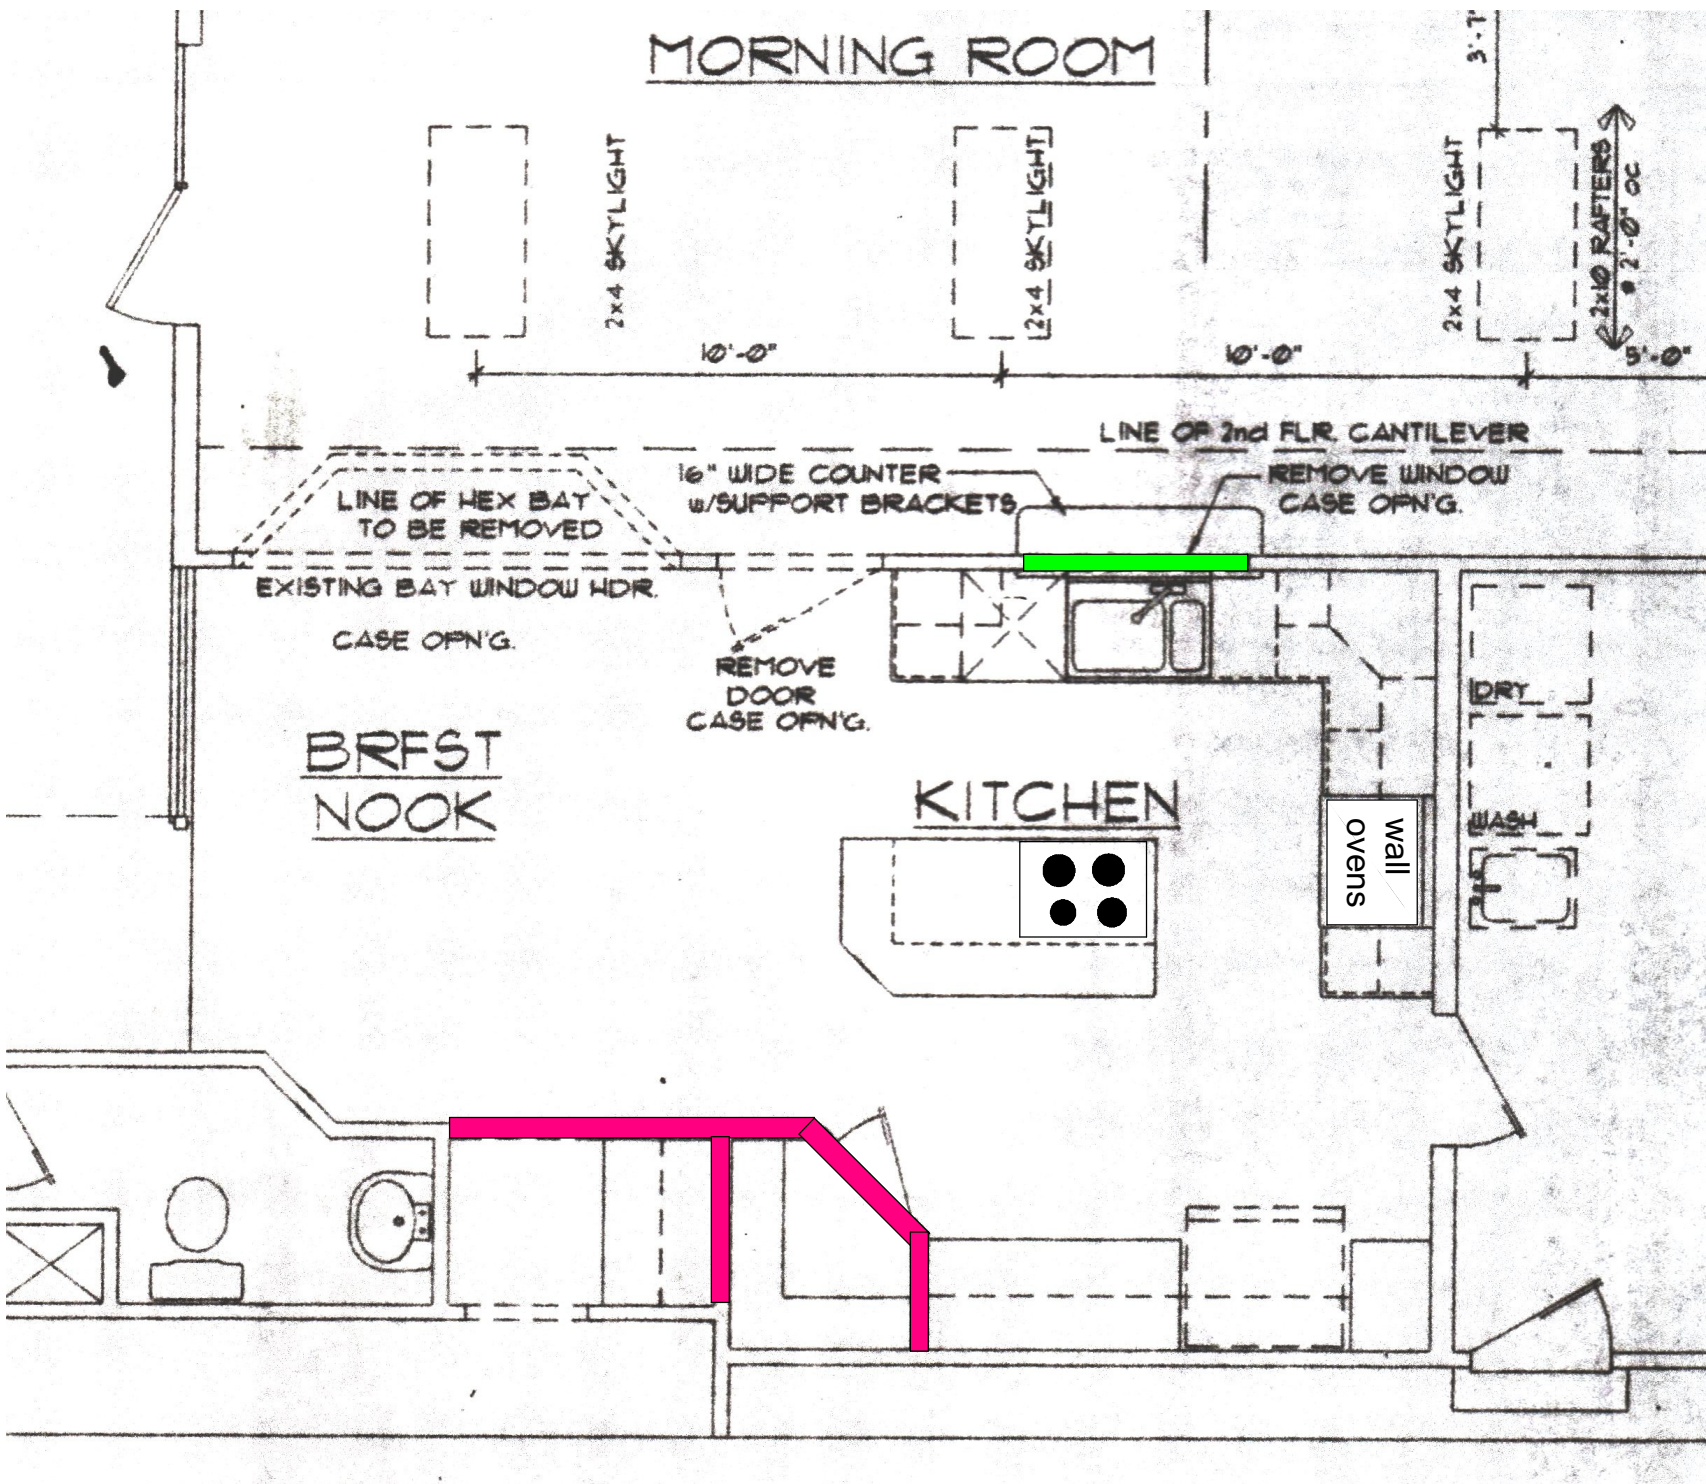 MORNING ROOM
3'-7"
2x4 SKYLIGHT
2x4 SKYLIGHT
2x4 SKYLIGHT
2x10 RAFTERS
@ 2'-0" OC
10'-0"
10'-0"
5'-0"
LINE OF 2nd FLR. CANTILEVER
16" WIDE COUNTER
w/SUPPORT BRACKETS
REMOVE WINDOW
CASE OPN'G.
LINE OF HEX BAY
TO BE REMOVED
EXISTING BAY WINDOW HDR.
CASE OPN'G.
REMOVE
DOOR
CASE OPN'G.
BRFST
NOOK
KITCHEN
DRY
WASH
wall
ovens